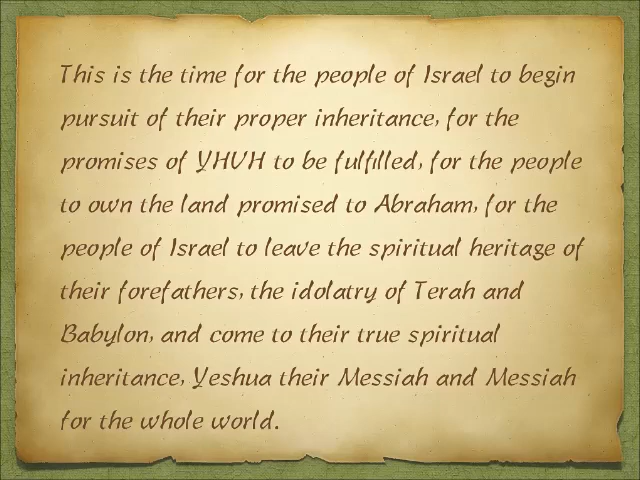 This is the time for the people of Israel to begin
pursuit of their proper inheritance, for the
promises of YHVH to be fulfilled, for the people
to own the land promised to Abraham, for the
people of Israel to leave the spiritual heritage of
their forefathers, the idolatry of Terah and
Babylon, and come to their true spiritual
inheritance, Yeshua their Messiah and Messiah
for the whole world.